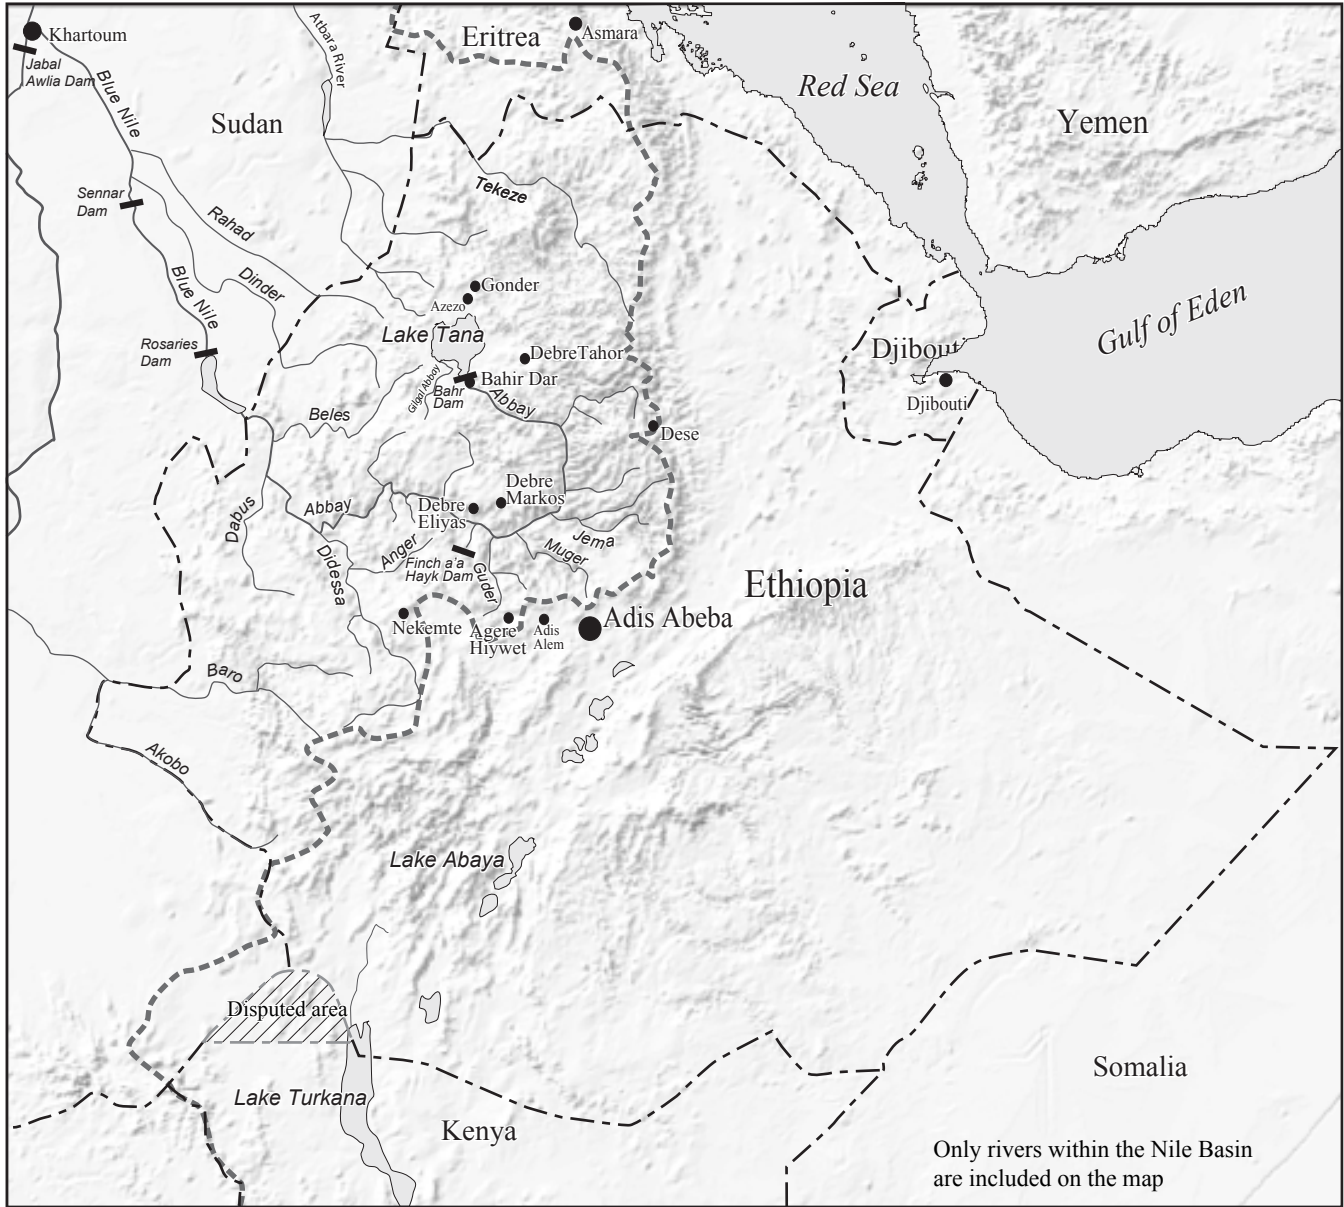 Khartoum
Jabal
Awlia Dam
Blue Nile
Atbara River
Eritrea
Asmara
Red Sea
Yemen
Sudan
Sennar
Dam
Rahad
Tekeze
Blue Nile
Dinder
Gonder
Azezo
Lake Tana
Rosaries
Dam
DebreTahor
Gulf of Eden
Djibout
Djibouti
Gilgal Abbay
Bahir Dar
Bahr
Dam
Abbay
Beles
Dese
Debre
Markos
Dabus
Abbay
Debre
Eliyas
Jema
Muger
Anger
Didessa
Finch a'a
Hayk Dam
Guder
Ethiopia
Nekemte
Agere
Hiywet
Adis
Alem
Adis Abeba
Baro
Akobo
Lake Abaya
Disputed area
Lake Turkana
Kenya
Somalia
Only rivers within the Nile Basin
are included on the map